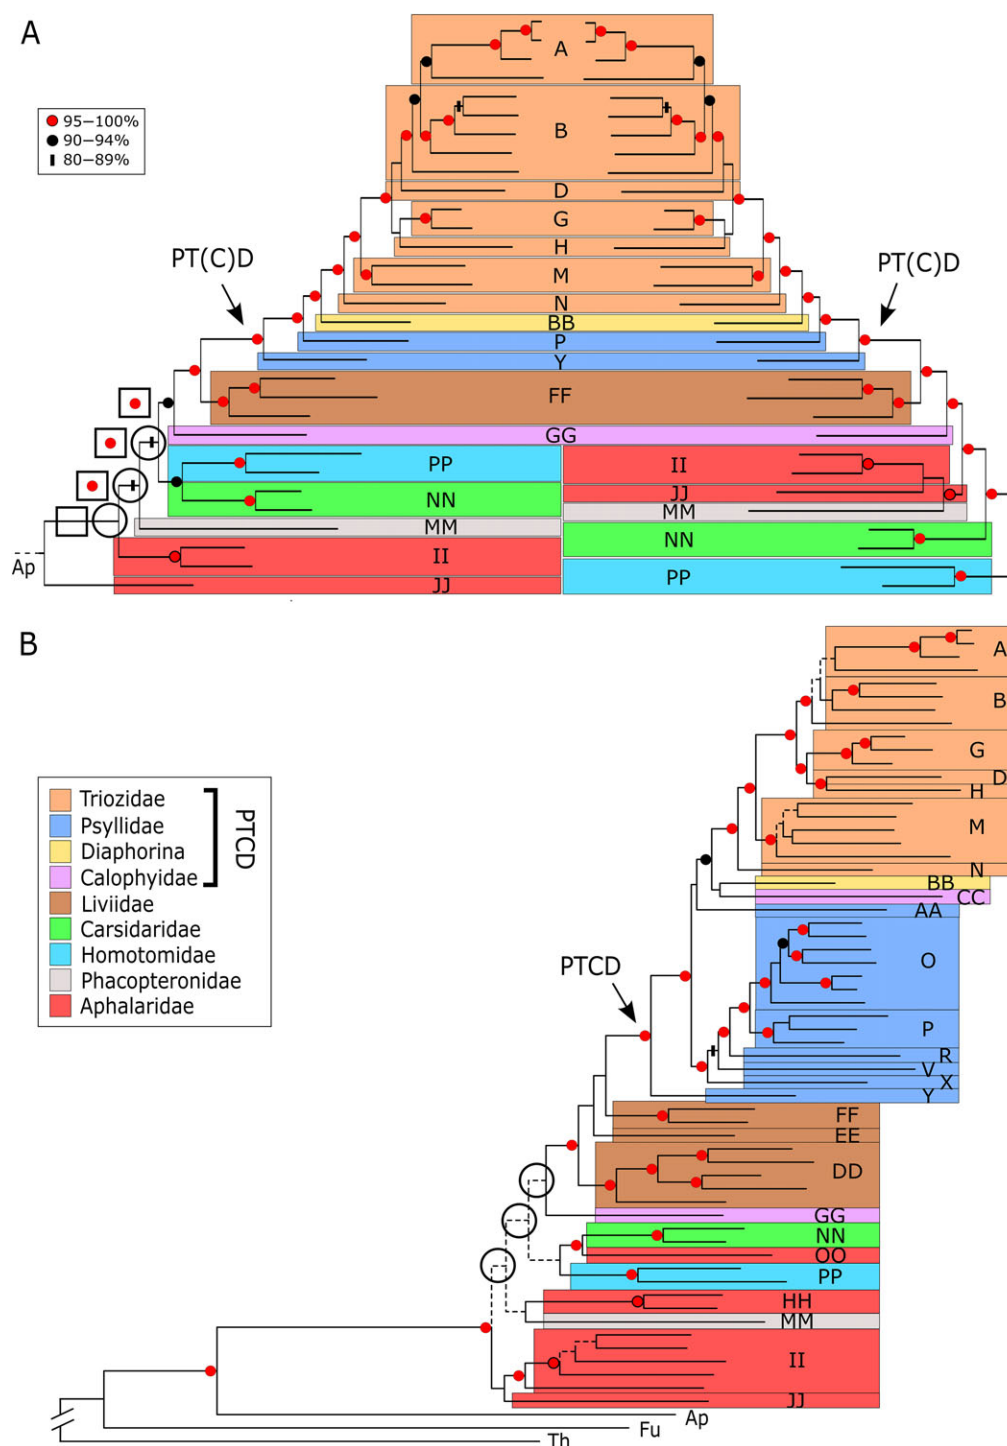 A
95–100%
90–94%
80–89%
A
B
D
G
H
M
N
BB
P
Y
FF
GG
PT(C)D
PT(C)D
PP
NN
MM
II
JJ
Ap
II
JJ
MM
NN
PP
B
Triozidae
Psyllidae
Diaphorina
Calophyidae
Liviidae
Carsidaridae
Homotomidae
Phacopteronidae
Aphalaridae
PTCD
PTCD
A
B
G
D
H
M
N
BB
CC
AA
O
P
R
V
X
Y
FF
EE
DD
GG
NN
OO
PP
HH
MM
II
JJ
Ap
Fu
Th